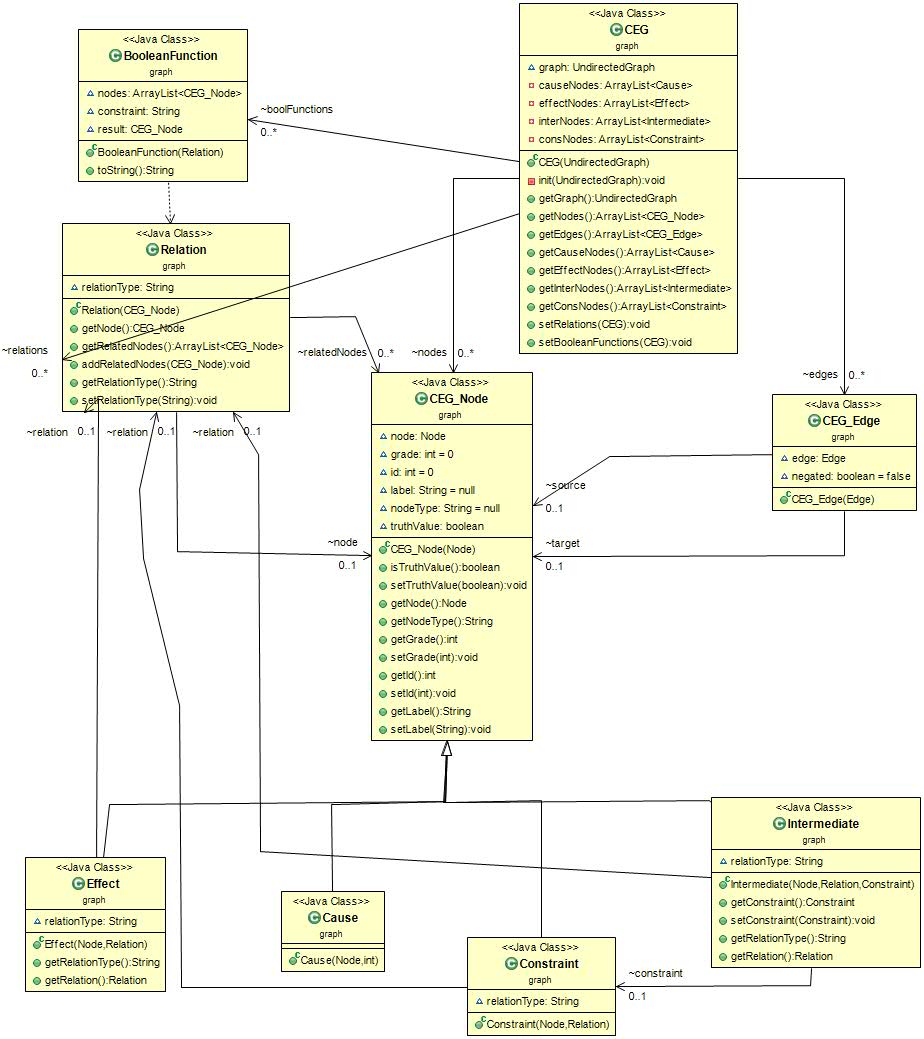 <<Java Class>>
BooleanFunction
graph
nodes: ArrayList<CEG_Node>
constraint: String
result: CEG_Node
BooleanFunction(Relation)
toString():String
<<Java Class>>
CEG
graph
graph: UndirectedGraph
causeNodes: ArrayList<Cause>
effectNodes: ArrayList<Effect>
interNodes: ArrayList<Intermediate>
consNodes: ArrayList<Constraint>
CEG(UndirectedGraph)
init(UndirectedGraph):void
getGraph():UndirectedGraph
getNodes():ArrayList<CEG_Node>
getEdges():ArrayList<CEG_Edge>
getCauseNodes():ArrayList<Cause>
getEffectNodes():ArrayList<Effect>
getInterNodes():ArrayList<Intermediate>
getConsNodes():ArrayList<Constraint>
setRelations(CEG):void
setBooleanFunctions(CEG):void
~boolFunctions
0..*
<<Java Class>>
Relation
graph
relationType: String
Relation(CEG_Node)
getNode():CEG_Node
getRelatedNodes():ArrayList<CEG_Node>
addRelatedNodes(CEG_Node):void
getRelationType():String
setRelationType(String):void
~relations
0..*
~relatedNodes 0..*
~nodes 0..*
~edges 0..*
~relation 0..1
~relation 0..1
~relation 0..1
<<Java Class>>
CEG_Node
graph
node: Node
grade: int = 0
id: int = 0
label: String = null
nodeType: String = null
truthValue: boolean
CEG_Node(Node)
isTruthValue():boolean
setTruthValue(boolean):void
getNode():Node
getNodeType():String
getGrade():int
setGrade(int):void
getId():int
setId(int):void
getLabel():String
setLabel(String):void
<<Java Class>>
CEG_Edge
graph
edge: Edge
negated: boolean = false
CEG_Edge(Edge)
~source
0..1
~node
0..1
~target
0..1
<<Java Class>>
Effect
graph
relationType: String
Effect(Node,Relation)
getRelationType():String
getRelation():Relation
<<Java Class>>
Cause
graph
Cause(Node,int)
<<Java Class>>
Constraint
graph
relationType: String
Constraint(Node,Relation)
~constraint
0..1
<<Java Class>>
Intermediate
graph
relationType: String
Intermediate(Node,Relation,Constraint)
getConstraint():Constraint
setConstraint(Constraint):void
getRelationType():String
getRelation():Relation